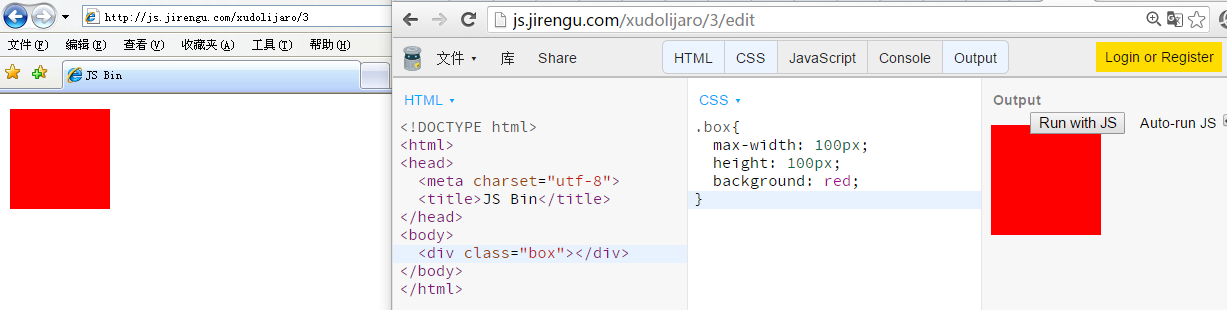 http://js.jirengu.com/xudolijaro/3
文件(F) 编辑(E) 查看(V) 收藏夹(A) 工具(T) 帮助(H)
JS Bin
js.jirengu.com/xudolijaro/3/edit
文件 库 Share HTML CSS JavaScript Console Output Login or Register
HTML
<!DOCTYPE html>
<html>
<head>
<meta charset="utf-8">
<title>JS Bin</title>
</head>
<body>
<div class="box"></div>
</body>
</html>
CSS
.box{
max-width: 100px;
height: 100px;
background: red;
}
Output
Run with JS Auto-run JS